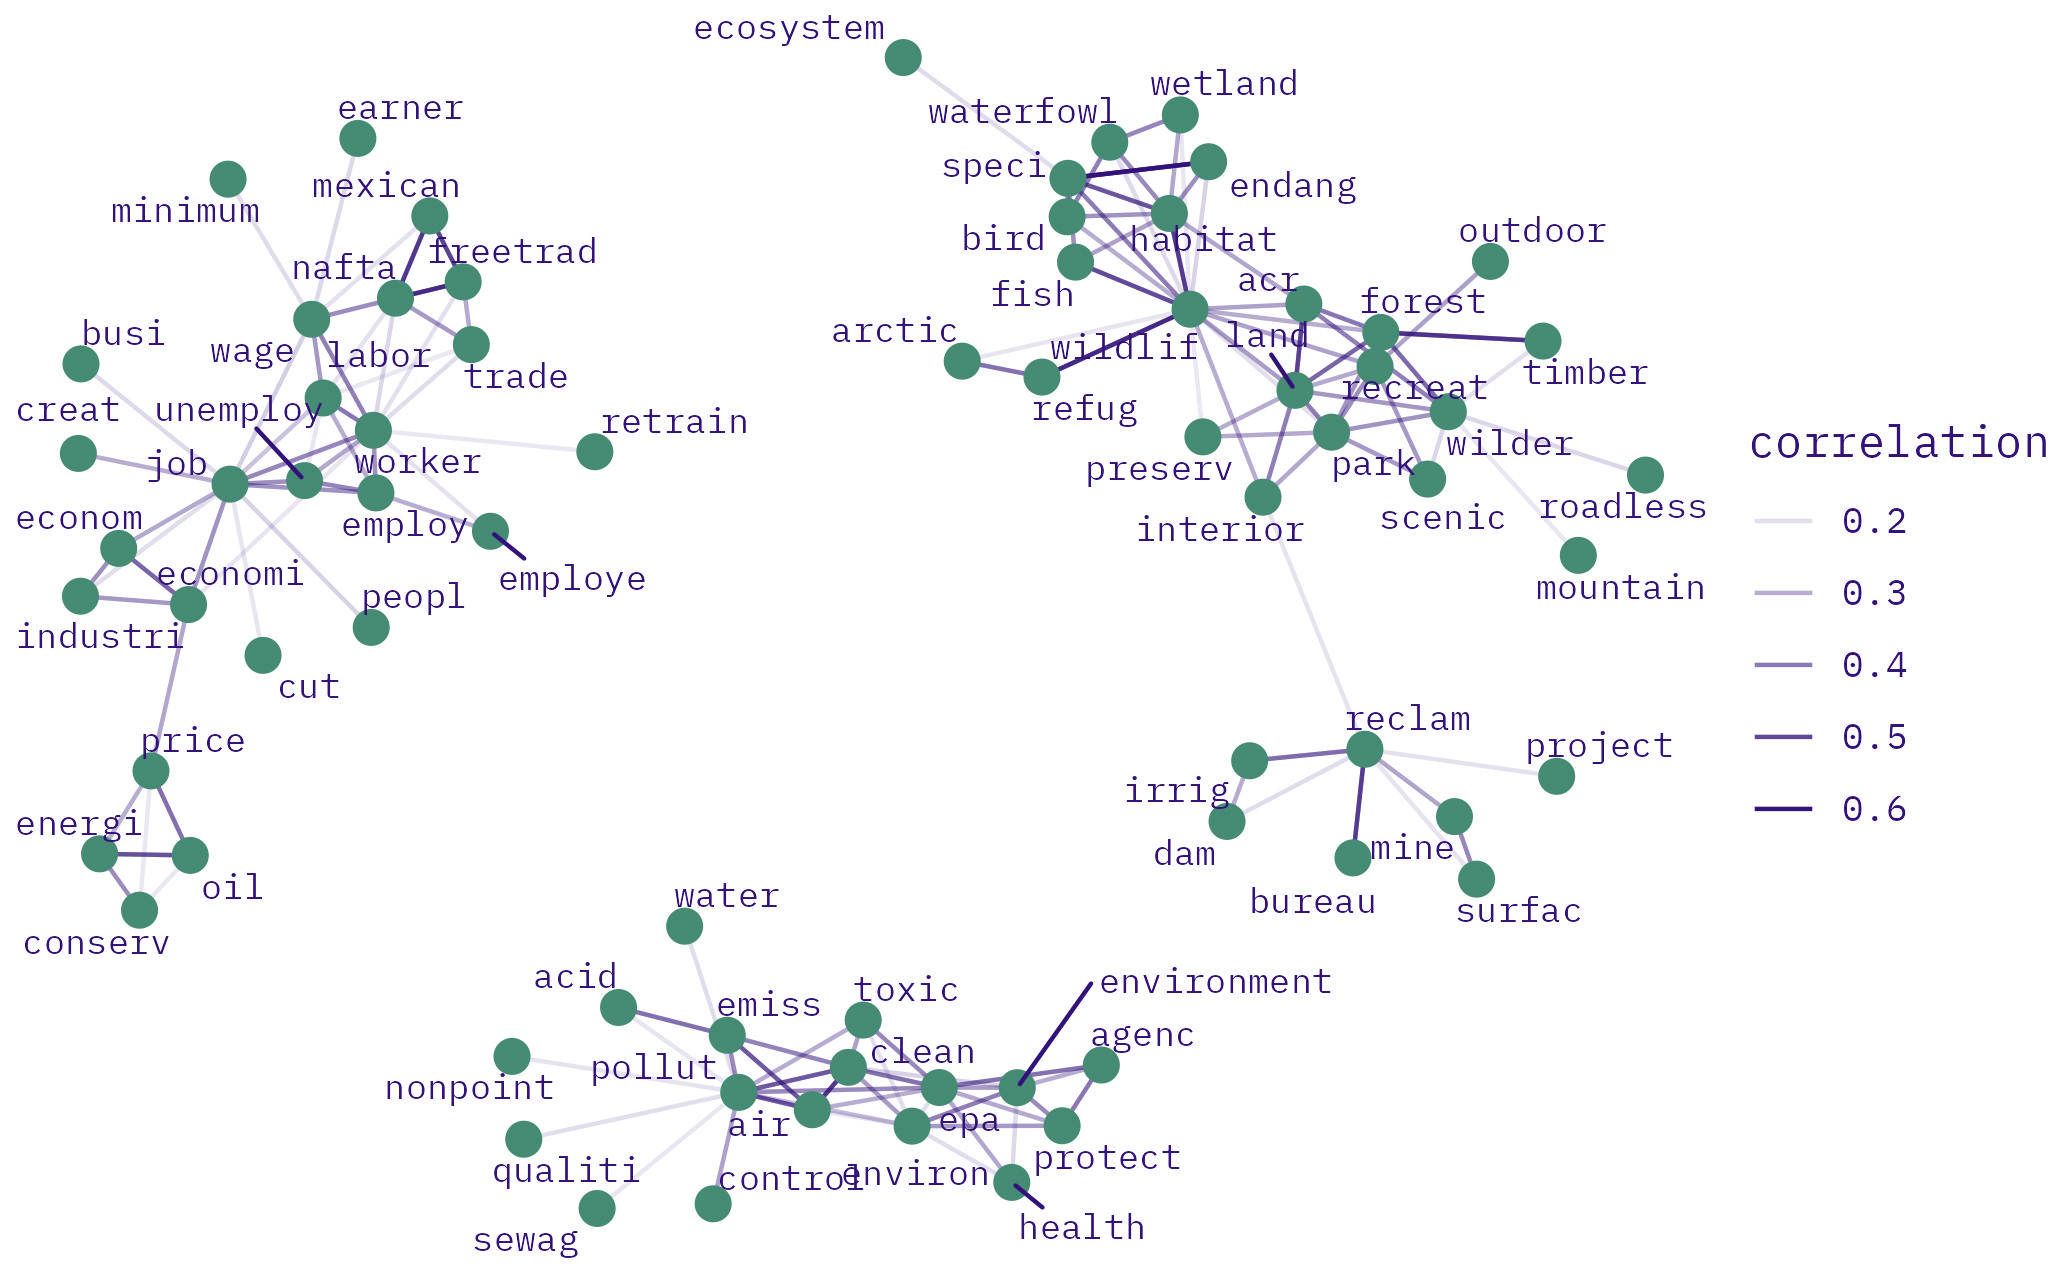 ecosystem
wetland
earner
waterfowl
speci
mexican
endang
minimum
outdoor
bird
habitat
freetrad
nafta
acr
fish
forest
busi
arctic
land
wage
labor
wildlif
trade
timber
recreat
creat
unemploy
refug
retrain
correlation
wilder
job
worker
park
preserv
roadless
econom
0.2
employ
interior
scenic
economi
employe
mountain
peopl
0.3
industri
0.4
cut
reclam
price
project
0.5
irrig
energi
0.6
dam
mine
oil
water
bureau
surfac
conserv
acid
toxic
environment
emiss
agenc
clean
pollut
nonpoint
air
epa
protect
qualiti
control
environ
health
sewag